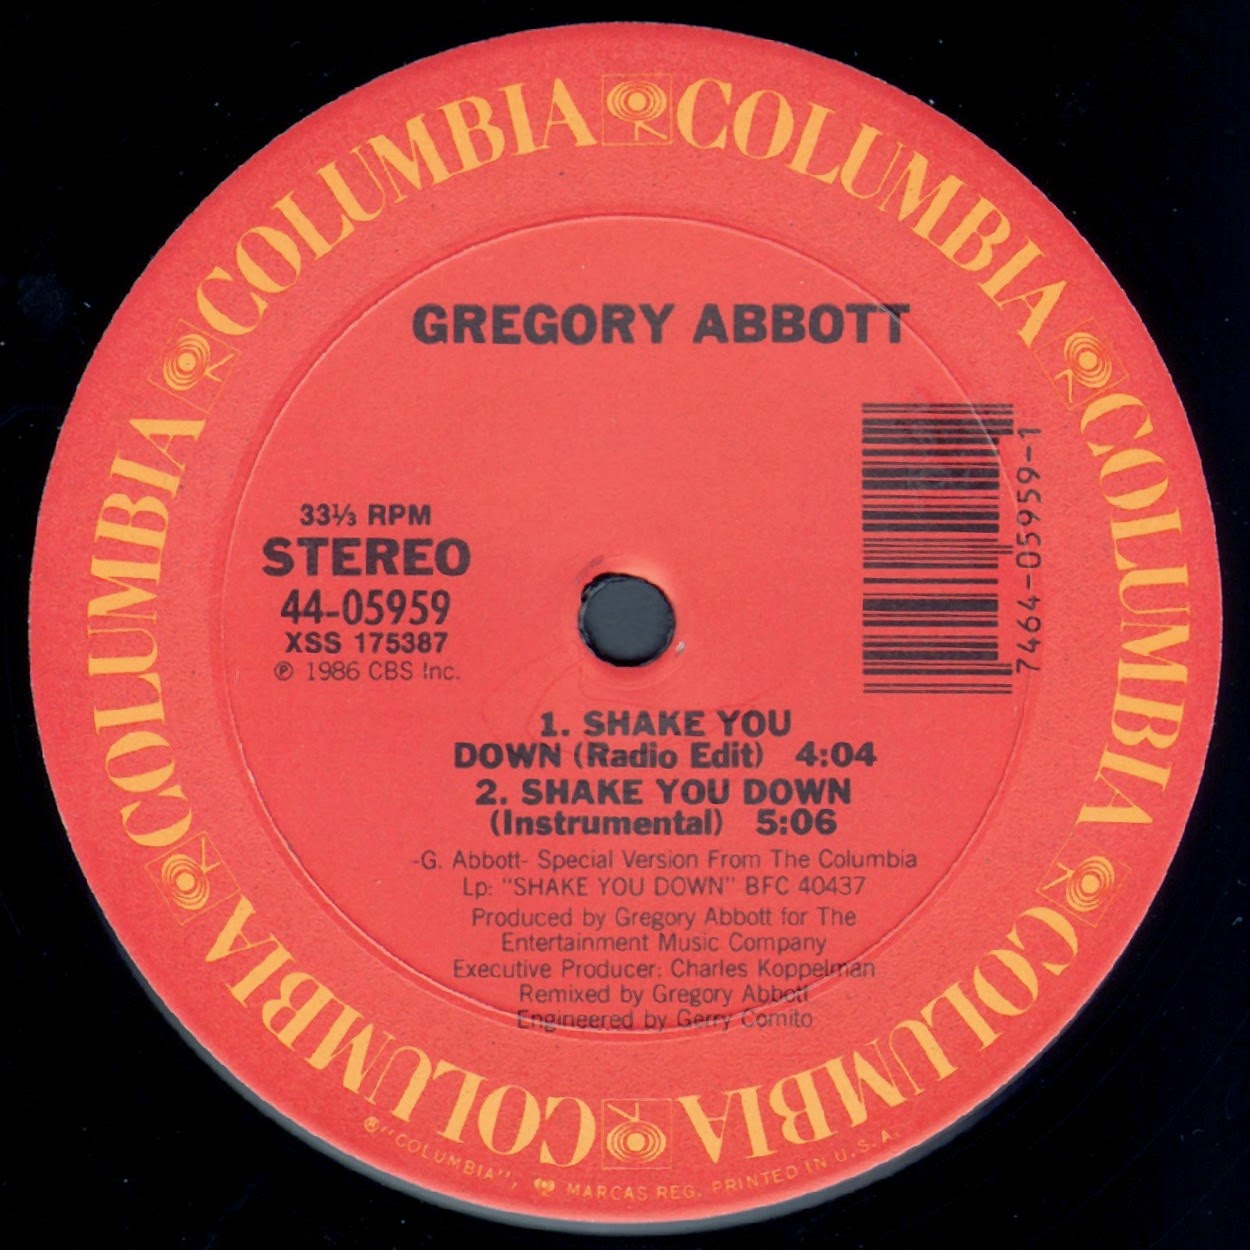 COLUMBIA COLUMBIA COLUMBIA COLUMBIA COLUMBIA COLUMBIA
GREGORY ABBOTT
33⅓ RPM
STEREO
44-05959
XSS 175387
℗ 1986 CBS Inc.
7464-05959-1
1. SHAKE YOU
DOWN (Radio Edit) 4:04
2. SHAKE YOU DOWN
(Instrumental) 5:06
-G. Abbott- Special Version From The Columbia
Lp: "SHAKE YOU DOWN" BFC 40437
Produced by Gregory Abbott for The
Entertainment Music Company
Executive Producer: Charles Koppelman
Remixed by Gregory Abbott
Engineered by Gerry Comito
®"COLUMBIA", MARCAS REG. PRINTED IN U.S.A.